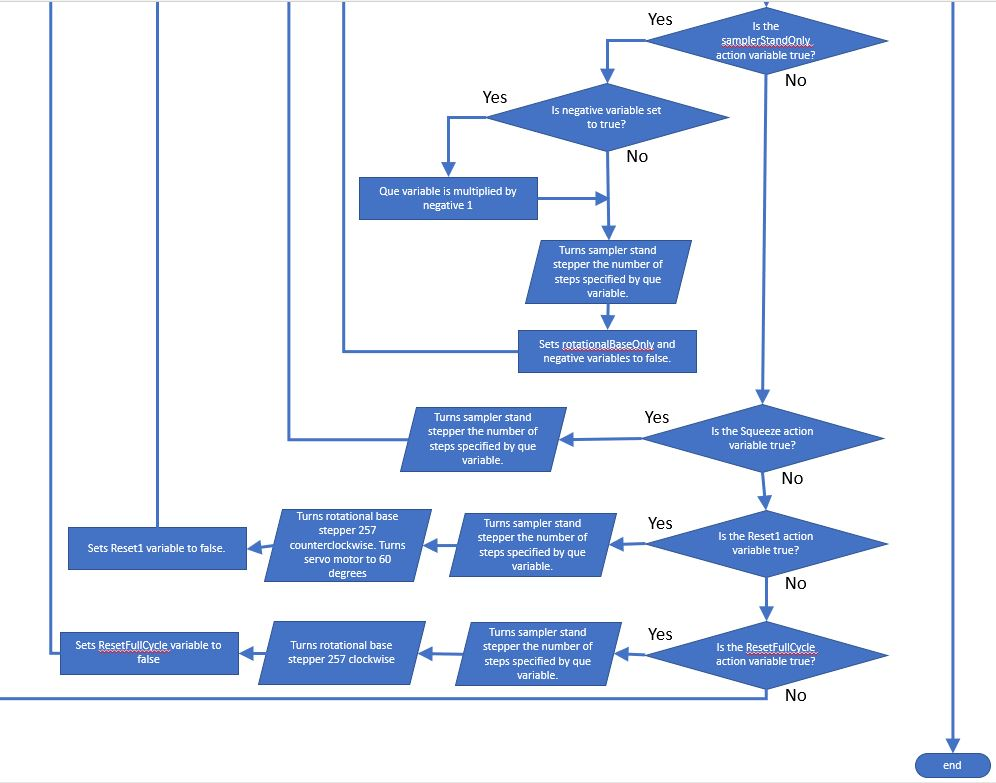 Yes
Is the
samplerStandOnly
action variable true?
No
Yes
Is negative variable set
to true?
No
Que variable is multiplied by
negative 1
Turns sampler stand
stepper the number of
steps specified by que
variable.
Sets rotationalBaseOnly and
negative variables to false.
Turns sampler stand
stepper the number of
steps specified by que
variable.
Yes
Is the Squeeze action
variable true?
No
Sets Reset1 variable to false.
Turns rotational base
stepper 257
counterclockwise. Turns
servo motor to 60
degrees
Turns sampler stand
stepper the number of
steps specified by que
variable.
Yes
Is the Reset1 action
variable true?
No
Sets ResetFullCycle variable to
false
Turns rotational base
stepper 257 clockwise
Turns sampler stand
stepper the number of
steps specified by que
variable.
Yes
Is the ResetFullCycle
action variable true?
No
end